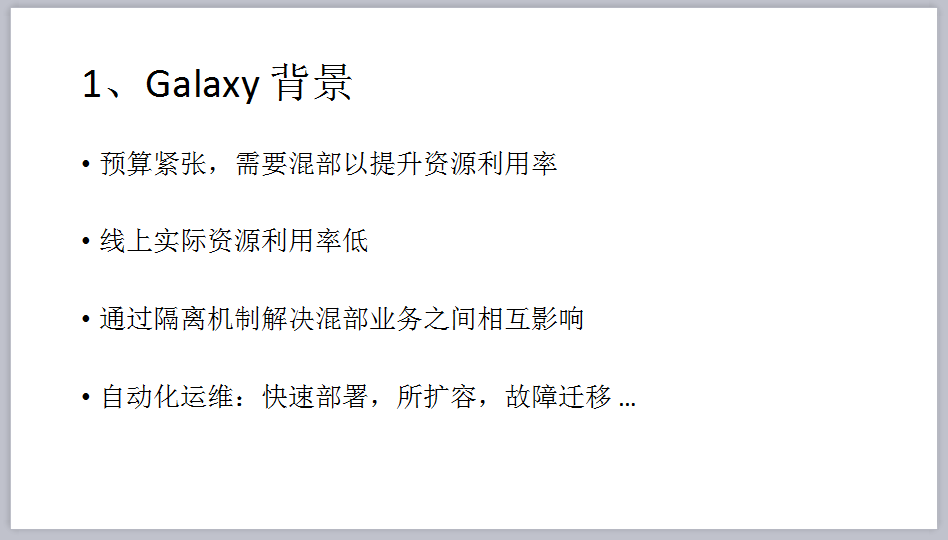 1、Galaxy 背景
• 预算紧张，需要混部以提升资源利用率
• 线上实际资源利用率低
• 通过隔离机制解决混部业务之间相互影响
• 自动化运维：快速部署，所扩容，故障迁移 ...